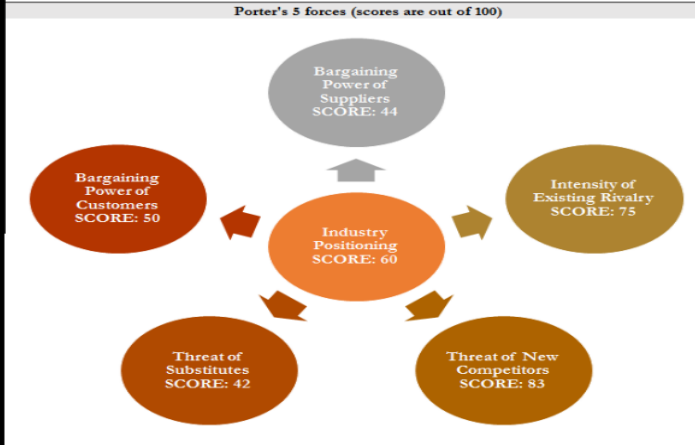 Porter's 5 forces (scores are out of 100)
Bargaining
Power of
Suppliers
SCORE: 44
Bargaining
Power of
Customers
SCORE: 50
Intensity of
Existing Rivalry
SCORE: 75
Industry
Positioning
SCORE: 60
Threat of
Substitutes
SCORE: 42
Threat of New
Competitors
SCORE: 83